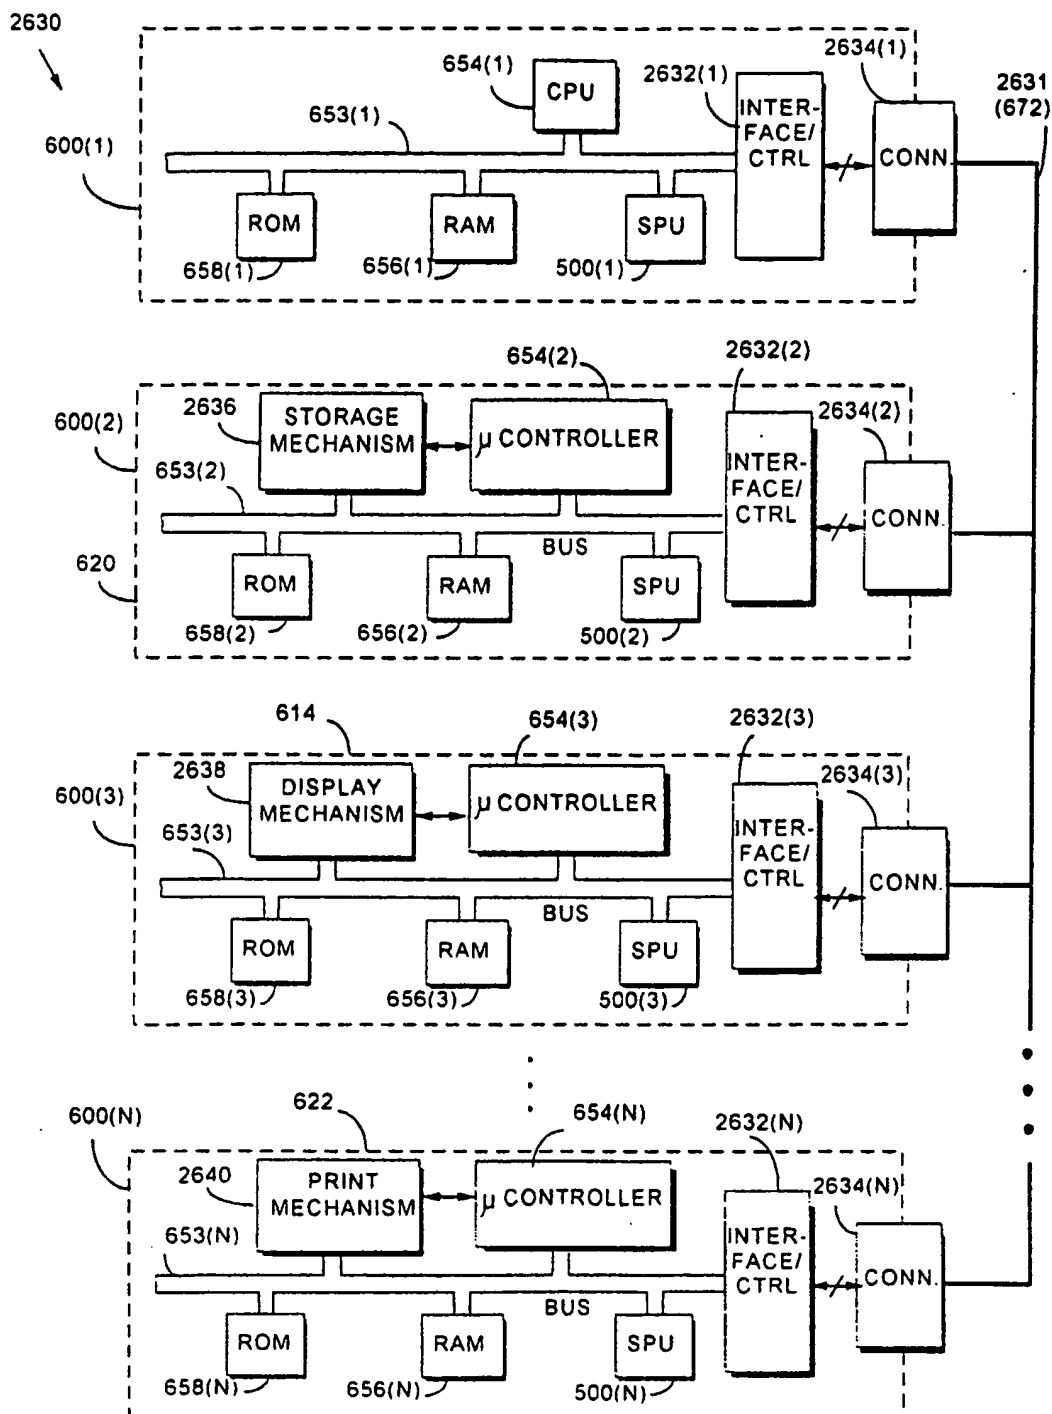 2630
654(1)
2632(1)
2634(1)
2631
(672)
CPU
INTER-
FACE/
CTRL
653(1)
600(1)
CONN.
ROM
RAM
SPU
658(1)
656(1)
500(1)
654(2)
2632(2)
2634(2)
600(2)
2636
STORAGE
MECHANISM
μ CONTROLLER
INTER-
FACE/
CTRL
653(2)
CONN.
BUS
620
ROM
RAM
SPU
658(2)
656(2)
500(2)
614
654(3)
2632(3)
2634(3)
600(3)
2638
DISPLAY
MECHANISM
μ CONTROLLER
INTER-
FACE/
CTRL
653(3)
CONN.
BUS
ROM
RAM
SPU
658(3)
656(3)
500(3)
600(N)
622
654(N)
2632(N)
2634(N)
2640
PRINT
MECHANISM
μ CONTROLLER
INTER-
FACE/
CTRL
653(N)
CONN.
BUS
ROM
RAM
SPU
658(N)
656(N)
500(N)